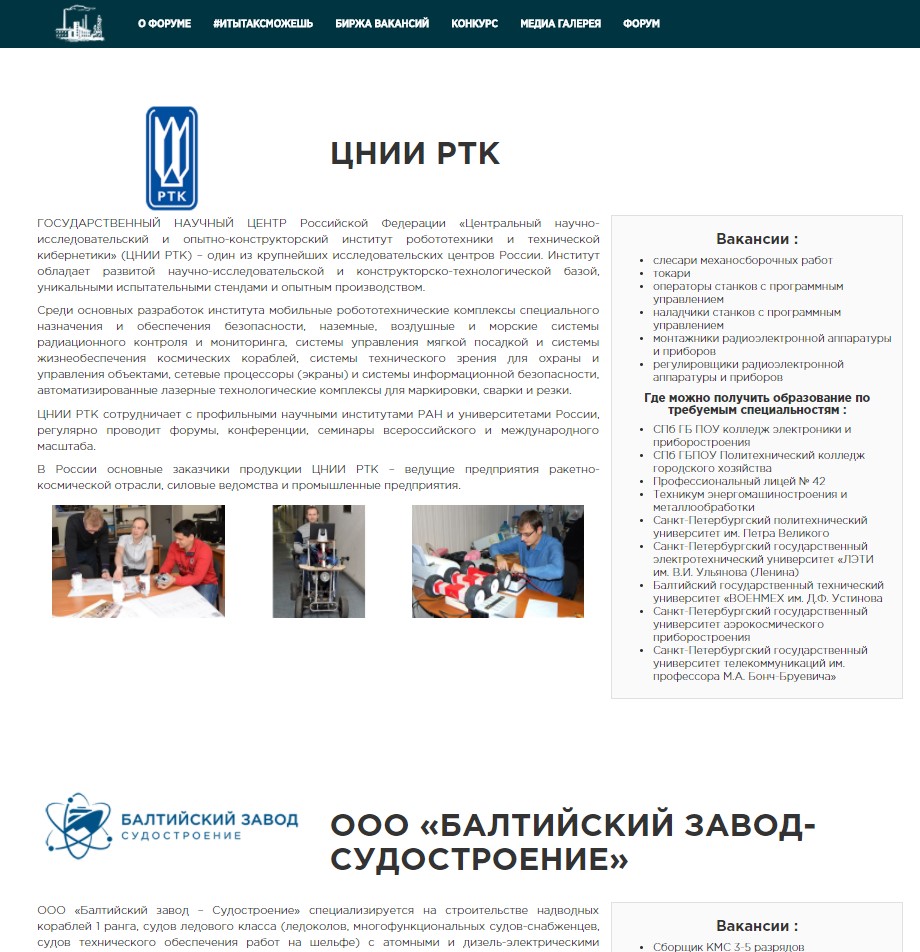 О ФОРУМЕ #ИТЫТАКСМОЖЕШЬ БИРЖА ВАКАНСИЙ КОНКУРС МЕДИА ГАЛЕРЕЯ ФОРУМ
РТК
ЦНИИ РТК
ГОСУДАРСТВЕННЫЙ НАУЧНЫЙ ЦЕНТР Российской Федерации «Центральный научно-
исследовательский и опытно-конструкторский институт робототехники и технической
кибернетики» (ЦНИИ РТК) – один из крупнейших исследовательских центров России. Институт
обладает развитой научно-исследовательской и конструкторско-технологической базой,
уникальными испытательными стендами и опытным производством.
Среди основных разработок института мобильные робототехнические комплексы специального
назначения и обеспечения безопасности, наземные, воздушные и морские системы
радиационного контроля и мониторинга, системы управления мягкой посадкой и системы
жизнеобеспечения космических кораблей, системы технического зрения для охраны и
управления объектами, сетевые процессоры (экраны) и системы информационной безопасности,
автоматизированные лазерные технологические комплексы для маркировки, сварки и резки.
ЦНИИ РТК сотрудничает с профильными научными институтами РАН и университетами России,
регулярно проводит форумы, конференции, семинары всероссийского и международного
масштаба.
В России основные заказчики продукции ЦНИИ РТК – ведущие предприятия ракетно-
космической отрасли, силовые ведомства и промышленные предприятия.
Вакансии :
• слесари механосборочных работ
• токари
• операторы станков с программным
управлением
• наладчики станков с программным
управлением
• монтажники радиоэлектронной аппаратуры
и приборов
• регулировщики радиоэлектронной
аппаратуры и приборов
Где можно получить образование по
требуемым специальностям :
• СПб ГБ ПОУ колледж электроники и
приборостроения
• СПб ГБПОУ Политехнический колледж
городского хозяйства
• Профессиональный лицей № 42
• Техникум энергомашиностроения и
металлообработки
• Санкт-Петербургский политехнический
университет им. Петра Великого
• Санкт-Петербургский государственный
электротехнический университет «ЛЭТИ
им. В.И. Ульянова (Ленина)
• Балтийский государственный технический
университет «ВОЕНМЕХ им. Д.Ф. Устинова
• Санкт-Петербургский государственный
университет аэрокосмического
приборостроения
• Санкт-Петербургский государственный
университет телекоммуникаций им.
профессора М.А. Бонч-Бруевича»
БАЛТИЙСКИЙ ЗАВОД
СУДОСТРОЕНИЕ
ООО «БАЛТИЙСКИЙ ЗАВОД-
СУДОСТРОЕНИЕ»
ООО «Балтийский завод – Судостроение» специализируется на строительстве надводных
кораблей 1 ранга, судов ледового класса (ледоколов, многофункциональных судов-снабженцев,
судов технического обеспечения работ на шельфе) с атомными и дизель-электрическими
Вакансии :
• Сборщик КМС 3-5 разрядов